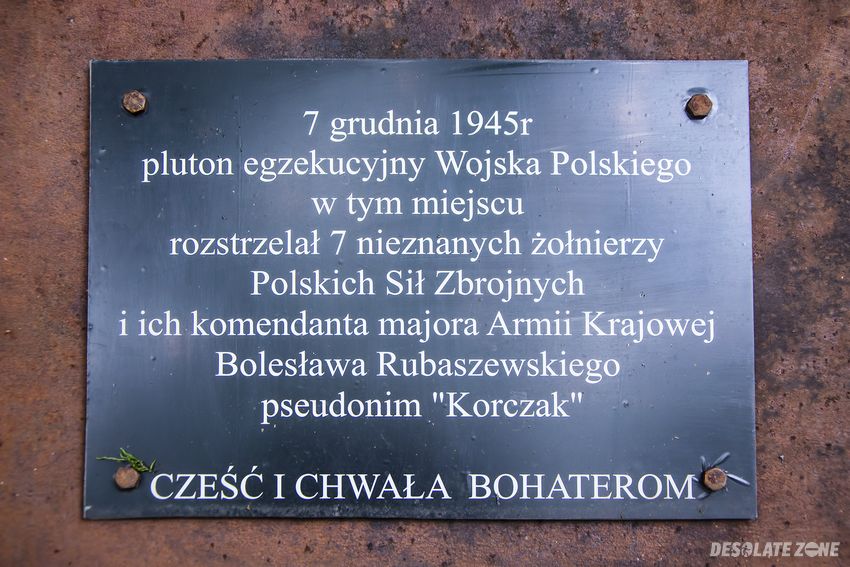 7 grudnia 1945r
pluton egzekucyjny Wojska Polskiego
w tym miejscu
rozstrzelał 7 nieznanych żołnierzy
Polskich Sił Zbrojnych
i ich komendanta majora Armii Krajowej
Bolesława Rubaszewskiego
pseudonim "Korczak"
CZEŚĆ I CHWAŁA BOHATEROM
DESOLATE ZONE